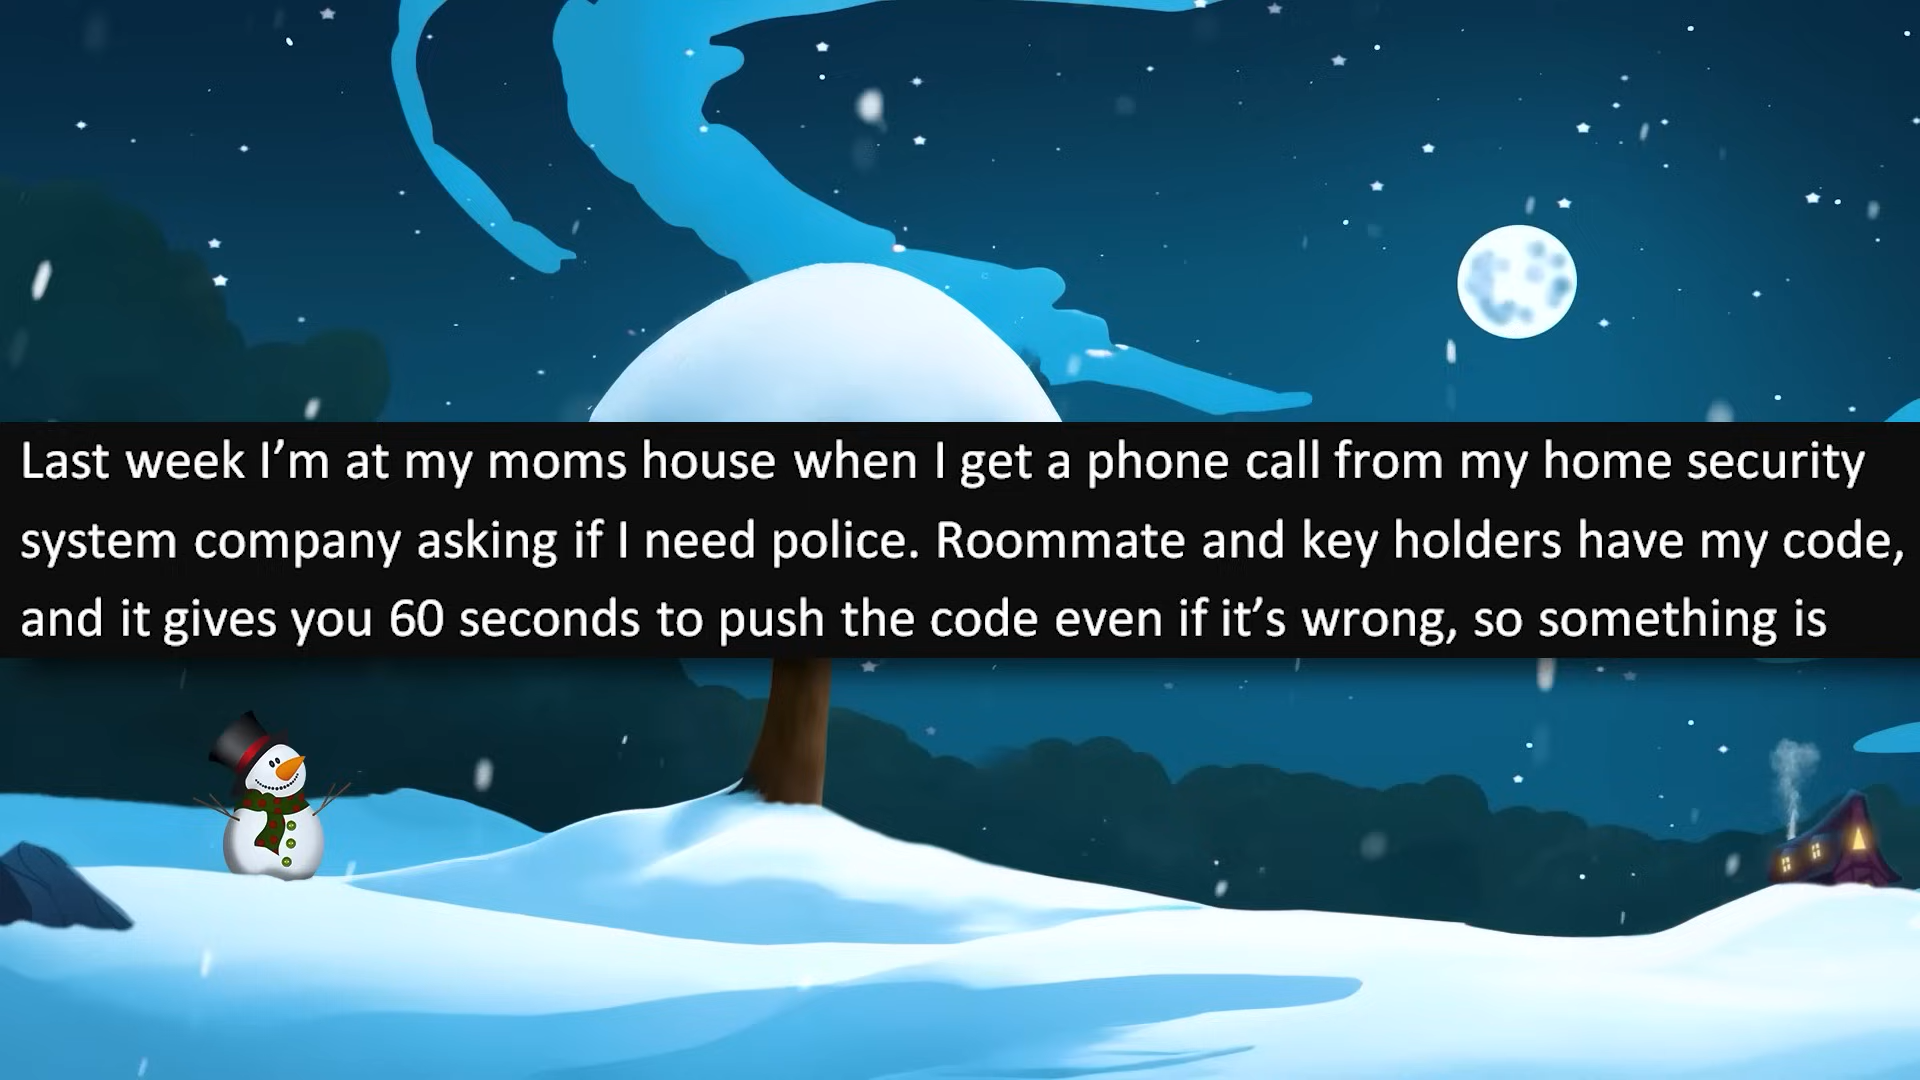 Last week I’m at my moms house when I get a phone call from my home security
system company asking if I need police. Roommate and key holders have my code,
and it gives you 60 seconds to push the code even if it’s wrong, so something is